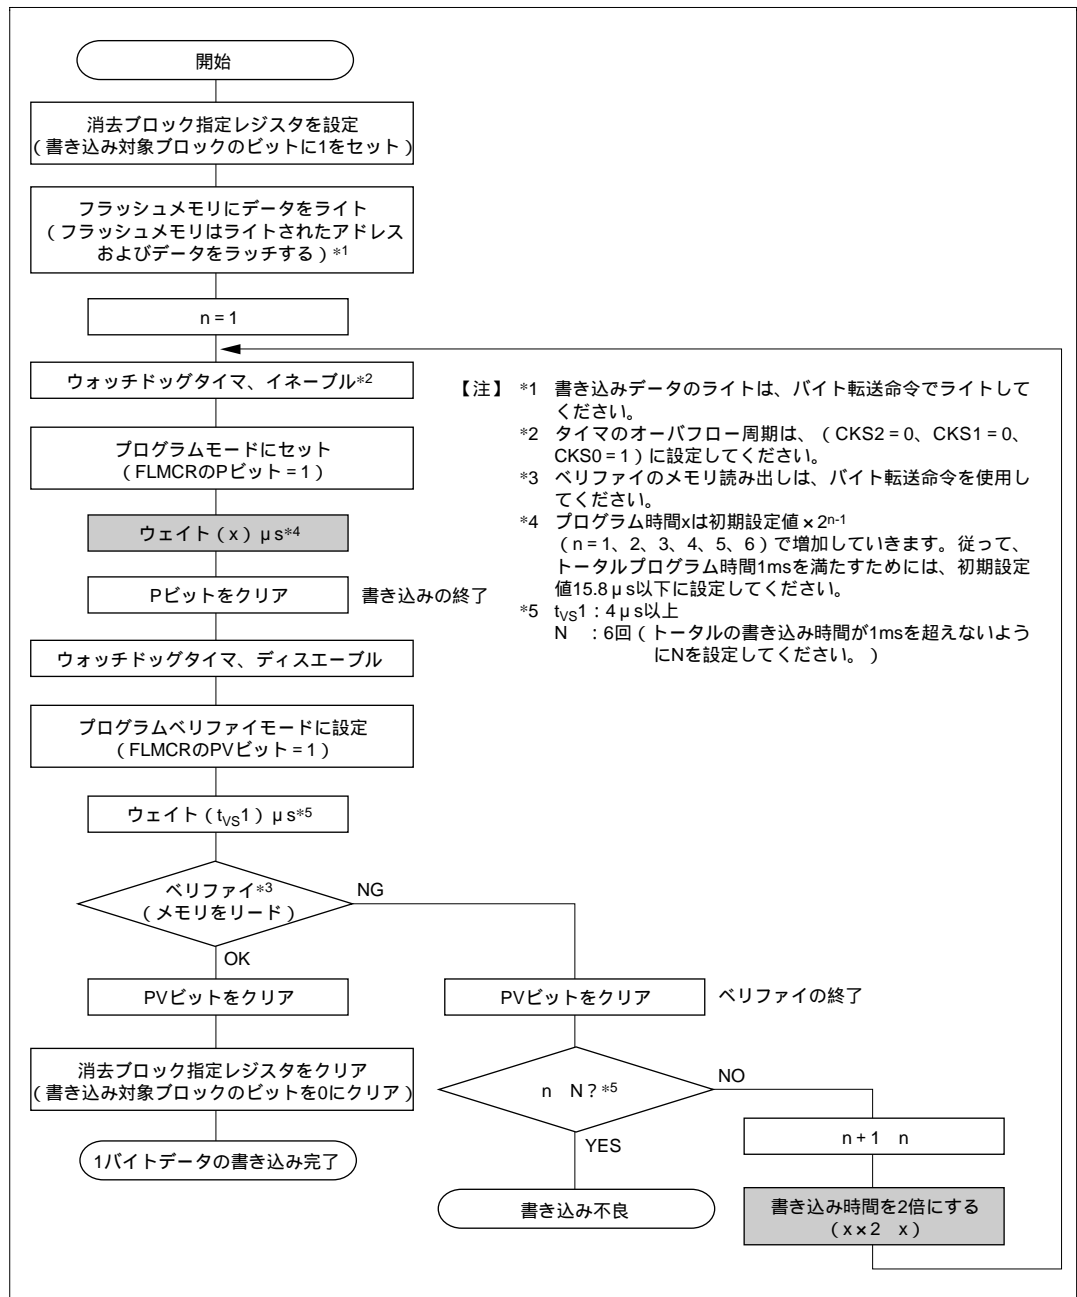 開始
消去ブロック指定レジスタを設定
（書き込み対象ブロックのビットに1をセット）
フラッシュメモリにデータをライト
（フラッシュメモリはライトされたアドレス
およびデータをラッチする）*1
n = 1
ウォッチドッグタイマ、イネーブル*2
プログラムモードにセット
（FLMCRのPビット = 1）
ウェイト（x）μs*4
Pビットをクリア
書き込みの終了
ウォッチドッグタイマ、ディスエーブル
プログラムベリファイモードに設定
（FLMCRのPVビット = 1）
ウェイト（tVS1）μs*5
ベリファイ*3
（メモリをリード）
NG
OK
PVビットをクリア
消去ブロック指定レジスタをクリア
（書き込み対象ブロックのビットを0にクリア）
1バイトデータの書き込み完了
PVビットをクリア
ベリファイの終了
n　N？*5
NO
YES
書き込み不良
n + 1　n
書き込み時間を2倍にする
（x×2　x）
【注】 *1 書き込みデータのライトは、バイト転送命令でライトして
ください。
*2 タイマのオーバフロー周期は、（CKS2 = 0、CKS1 = 0、
CKS0 = 1）に設定してください。
*3 ベリファイのメモリ読み出しは、バイト転送命令を使用し
てください。
*4 プログラム時間xは初期設定値×2n-1
（n = 1、2、3、4、5、6）で増加していきます。従って、
トータルプログラム時間1msを満たすためには、初期設定
値15.8μs以下に設定してください。
*5 tVS1：4μs以上
N ：6回（トータルの書き込み時間が1msを超えないよう
にNを設定してください。）